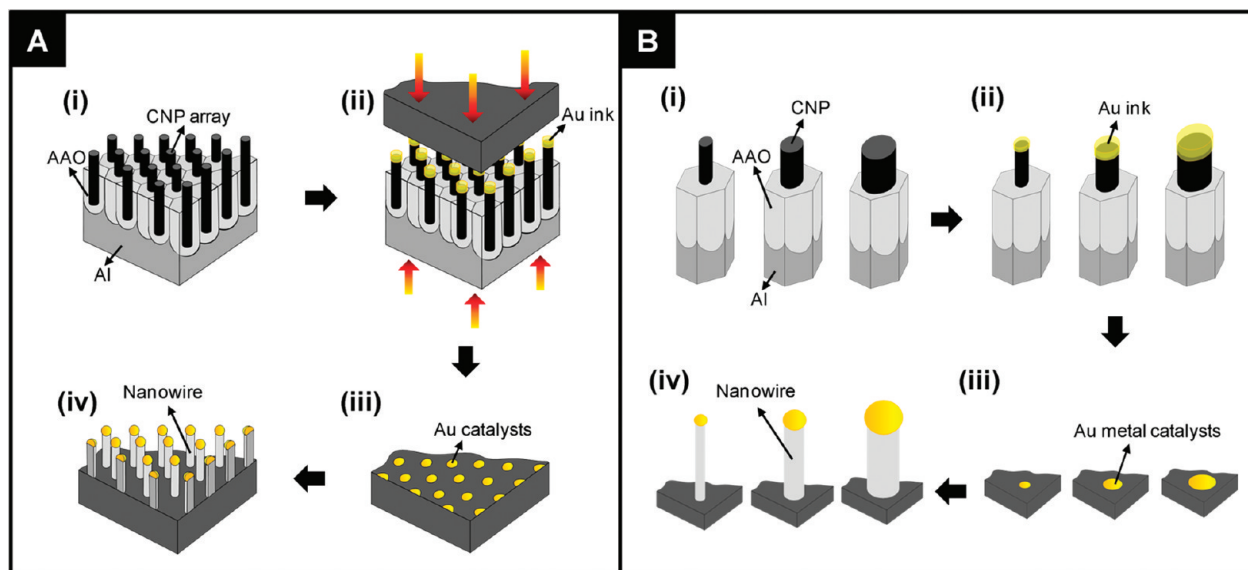 A
(i)
CNP array
AAO
Al
(ii)
Au ink
(iv)
Nanowire
(iii)
Au catalysts
B
(i)
CNP
AAO
Al
(ii)
Au ink
(iv)
Nanowire
(iii)
Au metal catalysts